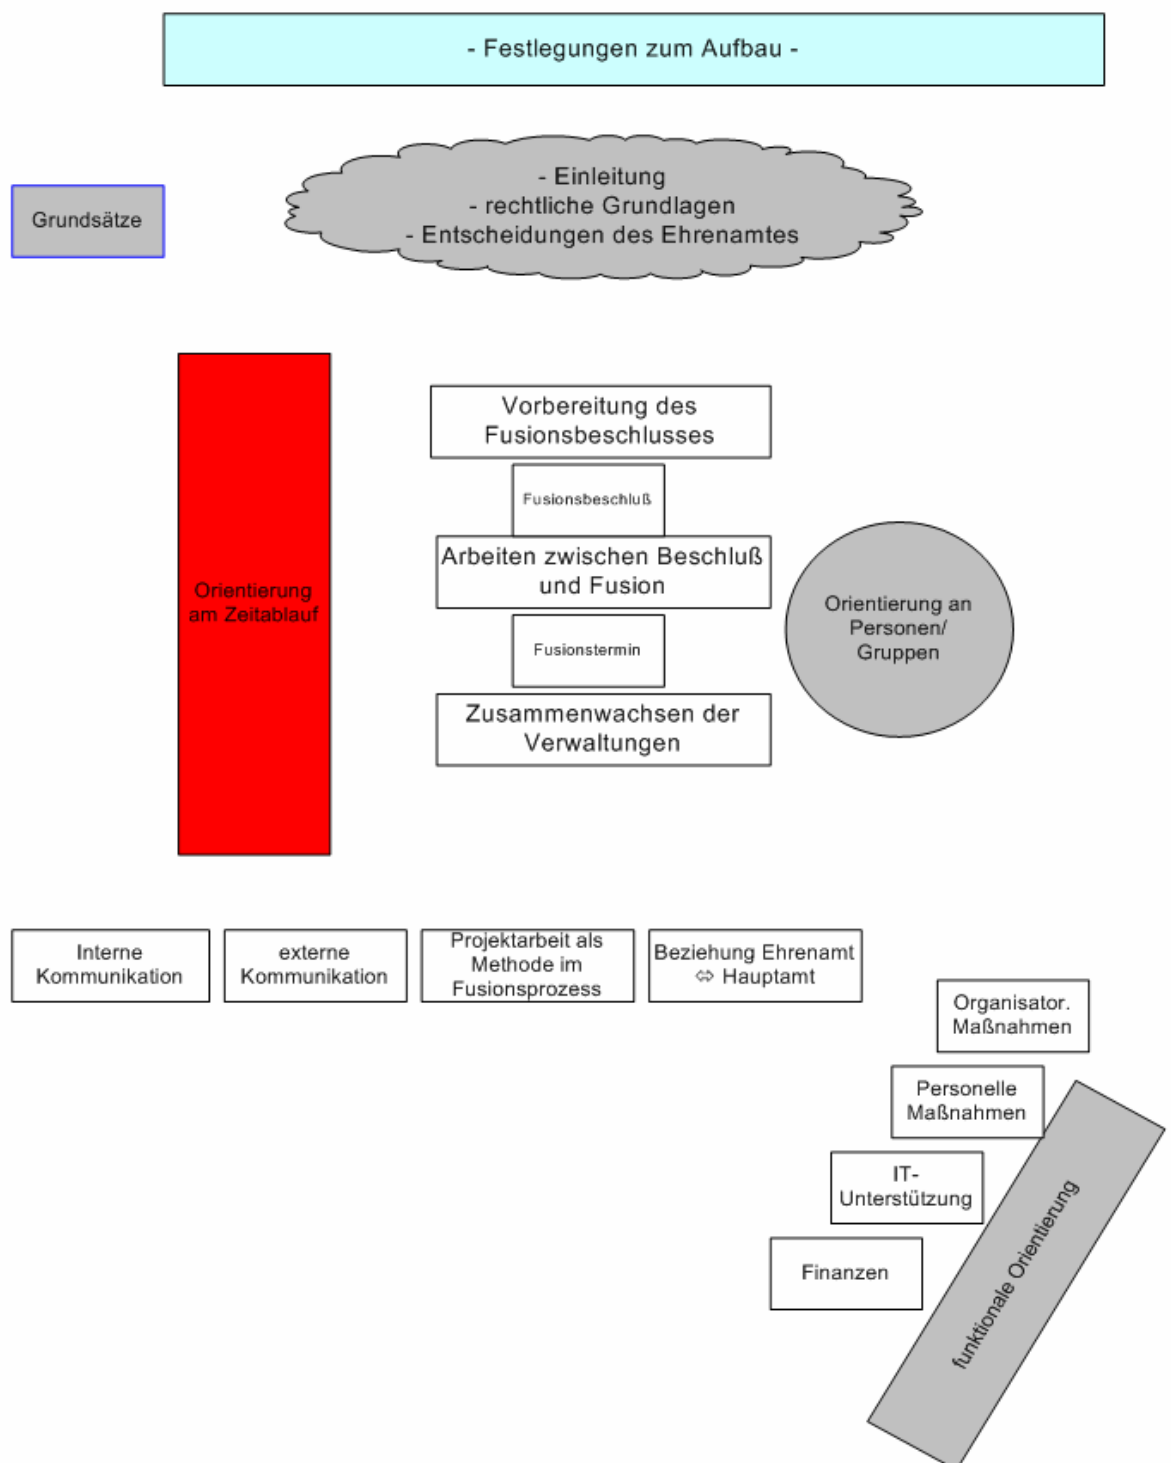 - Festlegungen zum Aufbau -
Grundsätze
- Einleitung
- rechtliche Grundlagen
- Entscheidungen des Ehrenamtes
Orientierung
am Zeitablauf
Vorbereitung des
Fusionsbeschlusses
Fusionsbeschluß
Arbeiten zwischen Beschluß
und Fusion
Fusionstermin
Zusammenwachsen der
Verwaltungen
Orientierung an
Personen/
Gruppen
Interne
Kommunikation
externe
Kommunikation
Projektarbeit als
Methode im
Fusionsprozess
Beziehung Ehrenamt
⇔ Hauptamt
Organisator.
Maßnahmen
Personelle
Maßnahmen
IT-
Unterstützung
Finanzen
funktionale Orientierung